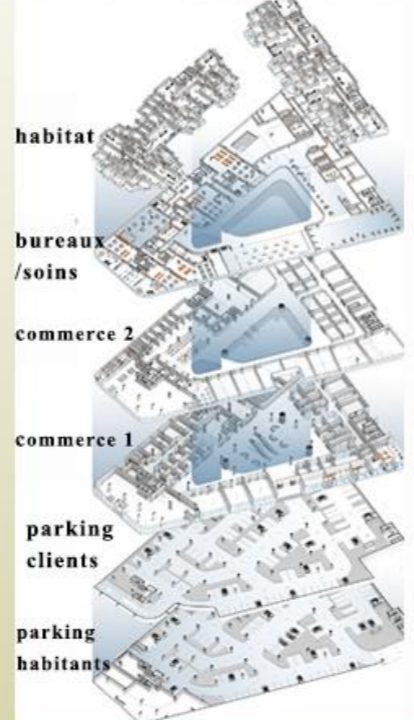 habitat
bureaux
/soins
commerce 2
commerce 1
parking
clients
parking
habitants